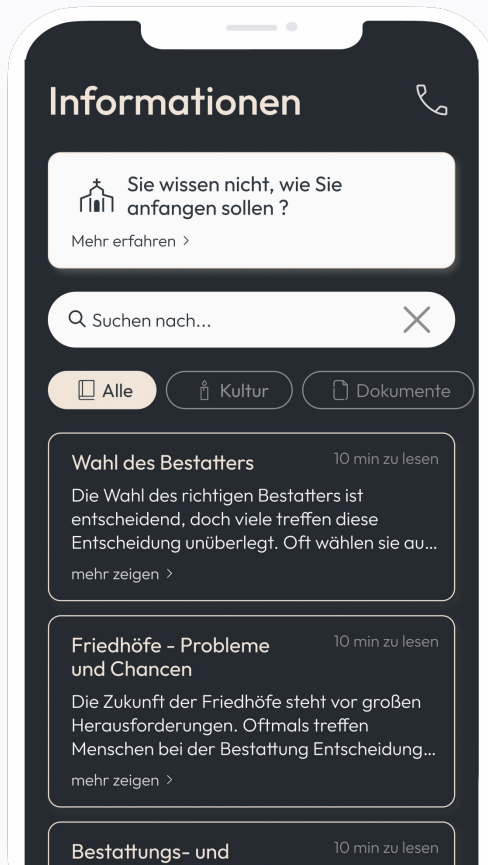 Informationen
Sie wissen nicht, wie Sie
anfangen sollen ?
Mehr erfahren >
Suchen nach...
Alle
Kultur
Dokumente
Wahl des Bestatters
10 min zu lesen
Die Wahl des richtigen Bestatters ist
entscheidend, doch viele treffen diese
Entscheidung unüberlegt. Oft wählen sie au...
mehr zeigen >
Friedhöfe - Probleme
und Chancen
10 min zu lesen
Die Zukunft der Friedhöfe steht vor großen
Herausforderungen. Oftmals treffen
Menschen bei der Bestattung Entscheidung...
mehr zeigen >
Bestattungs- und
10 min zu lesen